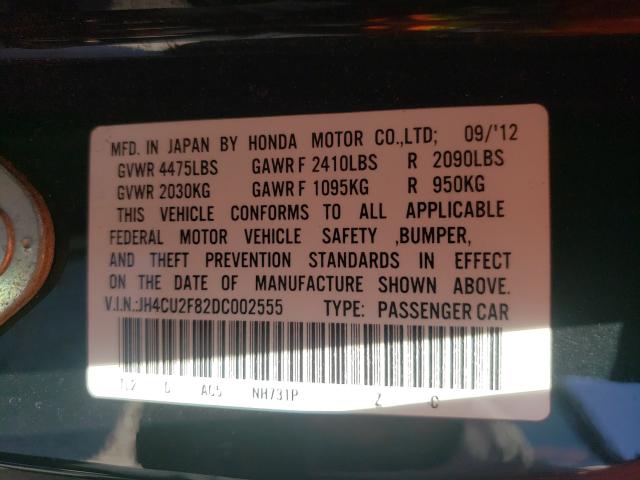 MFD. IN JAPAN BY HONDA MOTOR CO.,LTD; 09/'12
GVWR 4475LBS GAWR F 2410LBS R 2090LBS
GVWR 2030KG GAWR F 1095KG R 950KG
THIS VEHICLE CONFORMS TO ALL APPLICABLE
FEDERAL MOTOR VEHICLE SAFETY ,BUMPER,
AND THEFT PREVENTION STANDARDS IN EFFECT
ON THE DATE OF MANUFACTURE SHOWN ABOVE.
V.I.N.:JH4CU2F82DC002555 TYPE: PASSENGER CAR
TL2 AC5 NH731P C